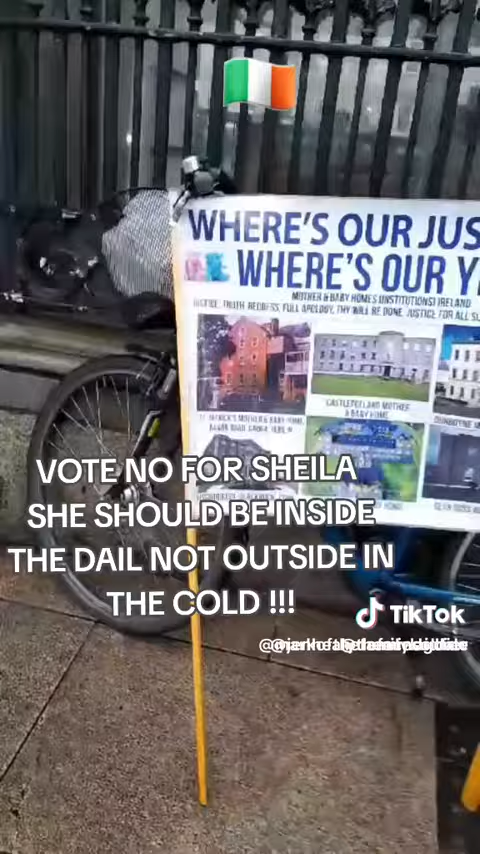 WHERE'S OUR JUS
WHERE'S OUR Y
MOTHER & BABY HOMES (INSTITUTIONS) IRELAND
JUSTICE, TRUTH, REDRESS, FULL APOLOGY, THY WILL BE DONE. JUSTICE FOR ALL
CASTLEPOLLARD MOTHER
& BABY HOME
VOTE NO FOR SHEILA
SHE SHOULD BE INSIDE
THE DAIL NOT OUTSIDE IN
THE COLD !!!
TikTok